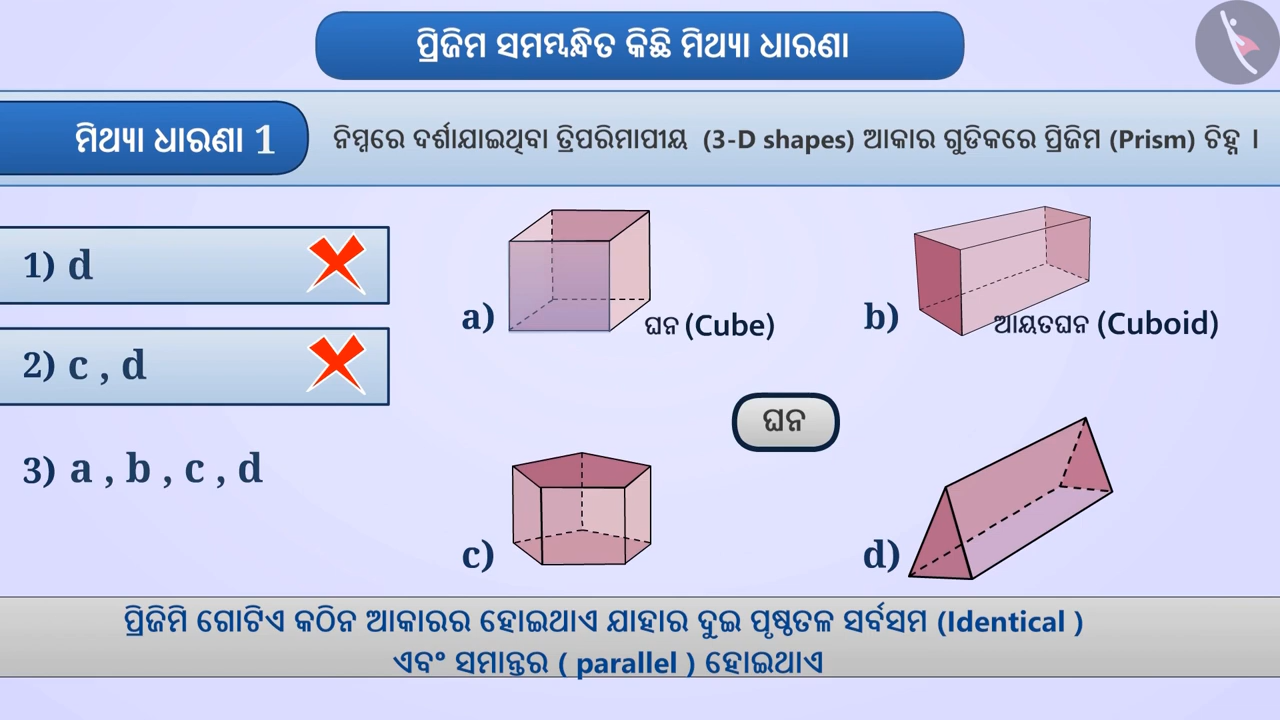 ପ୍ରିଜିମ ସମ୍ବନ୍ଧିତ କିଛି ମିଥ୍ୟା ଧାରଣା
ମିଥ୍ୟା ଧାରଣା 1
ନିମ୍ନରେ ଦର୍ଶାଯାଇଥିବା ତ୍ରିପରିମାପୀୟ (3-D shapes) ଆକାର ଗୁଡିକରେ ପ୍ରିଜିମ (Prism) ଚିହ୍ନ ।
1) d
2) c , d
3) a , b , c , d
a)
ଘନ (Cube)
b)
ଆୟତଘନ (Cuboid)
ଘନ
c)
d)
ପ୍ରିଜିମି ଗୋଟିଏ କଠିନ ଆକାରର ହୋଇଥାଏ ଯାହାର ଦୁଇ ପୃଷ୍ଠତଳ ସର୍ବସମ (Identical )
ଏବଂ ସମାନ୍ତର ( parallel ) ହୋଇଥାଏ